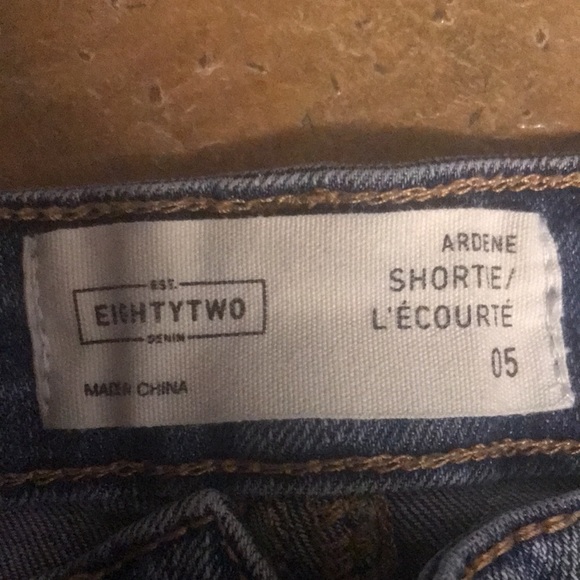 EST.
EIGHTYTWO
DENIM
MADE IN CHINA
ARDENE
SHORTIE/
L'ÉCOURTÉ
05